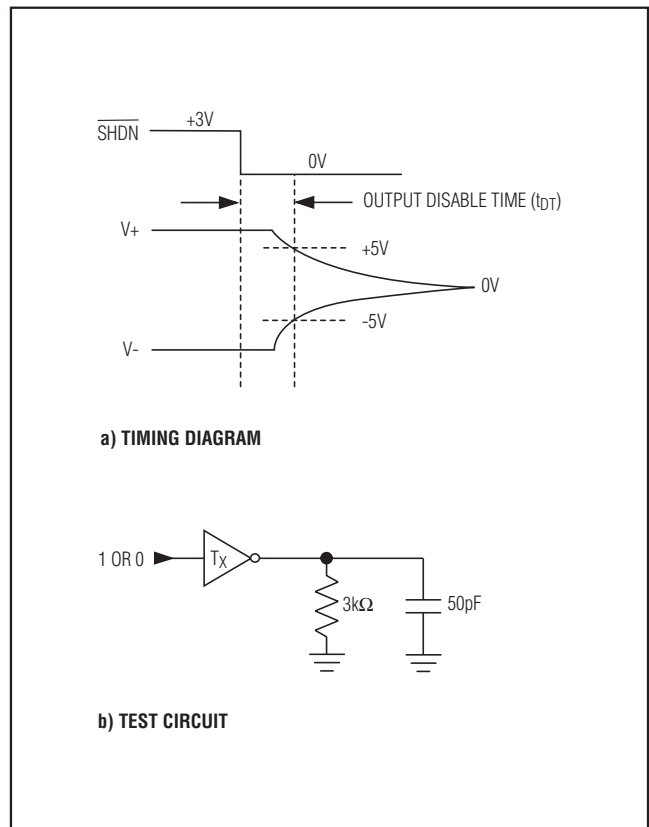 +3V
SHDN
0V
OUTPUT DISABLE TIME (tDT)
V+
+5V
0V
-5V
V-
a) TIMING DIAGRAM
1 OR 0
TX
3kΩ
50pF
b) TEST CIRCUIT